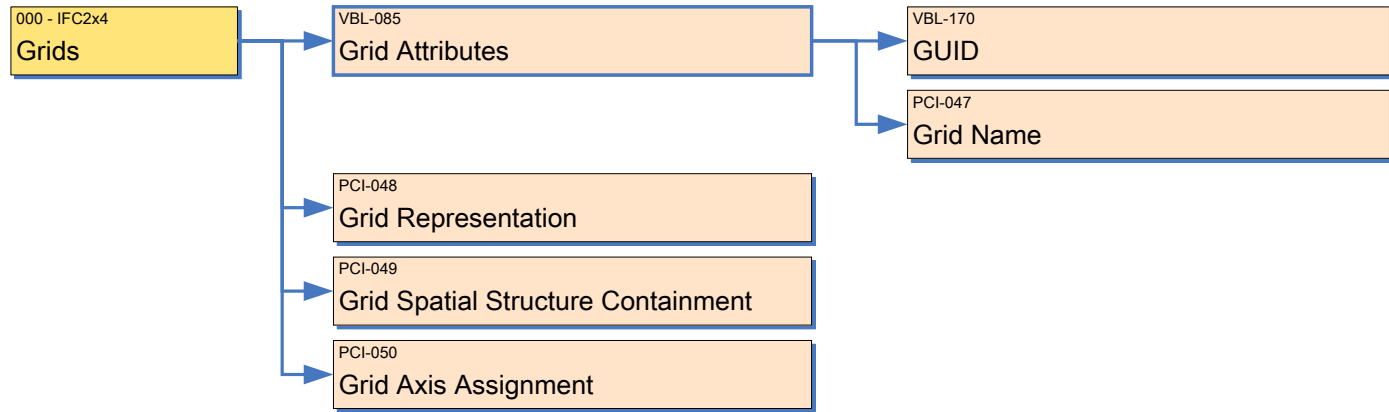 000 - IFC2x4
Grids
VBL-085
Grid Attributes
VBL-170
GUID
PCI-047
Grid Name
PCI-048
Grid Representation
PCI-049
Grid Spatial Structure Containment
PCI-050
Grid Axis Assignment